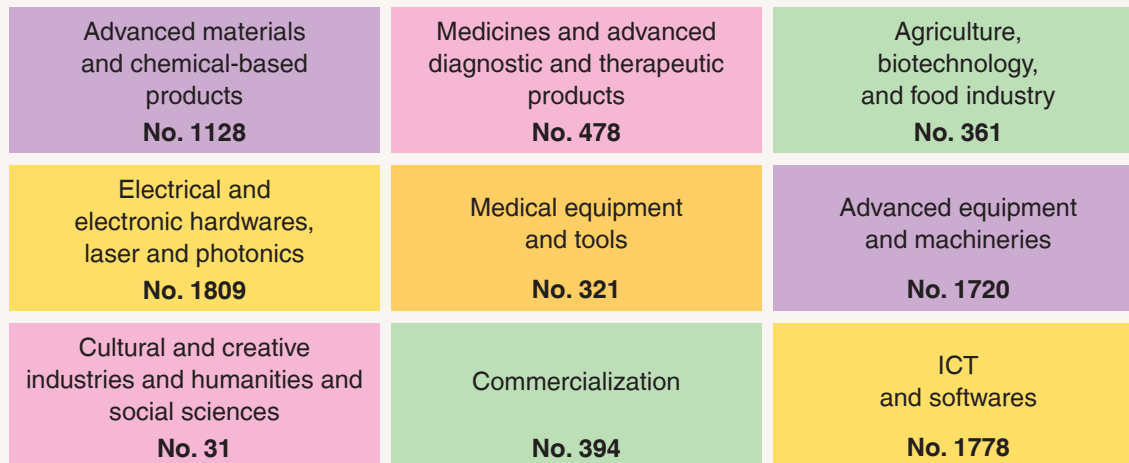 Advanced materials
and chemical-based
products
No. 1128
Medicines and advanced
diagnostic and therapeutic
products
No. 478
Agriculture,
biotechnology,
and food industry
No. 361
Electrical and
electronic hardwares,
laser and photonics
No. 1809
Medical equipment
and tools
No. 321
Advanced equipment
and machineries
No. 1720
Cultural and creative
industries and humanities and
social sciences
No. 31
Commercialization
No. 394
ICT
and softwares
No. 1778